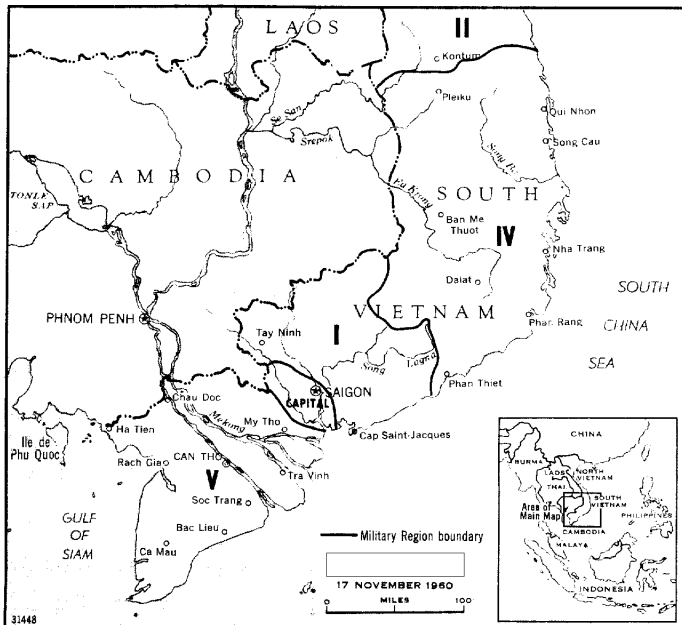 LAOS
II
Kontum
Pleiku
Se San
Qui Nhon
Srepok
Song Cau
Song Ba
CAMBODIA
TONLE
SAP
Ea Krong
SOUTH
Ban Me
Thuot
IV
Nha Trang
Dalat
SOUTH
VIETNAM
PHNOM PENH
I
Phan Rang
CHINA
Tay Ninh
SEA
Song
Lagna
Phan Thiet
SAIGON
CAPITAL
Chau Doc
Mekong
My Tho
Ha Tien
Cap Saint-Jacques
Ile de
Phu Quoc
Rach Gia
CAN THO
V
Tra Vinh
Soc Trang
GULF
OF
SIAM
Bac Lieu
Ca Mau
Military Region boundary
17 NOVEMBER 1960
0 MILES 100
31448
CHINA
BURMA
LAOS
NORTH
VIETNAM
THAI.
SOUTH
VIETNAM
Area of
Main Map
PHILIPPINES
CAMBODIA
MALAYA
INDONESIA